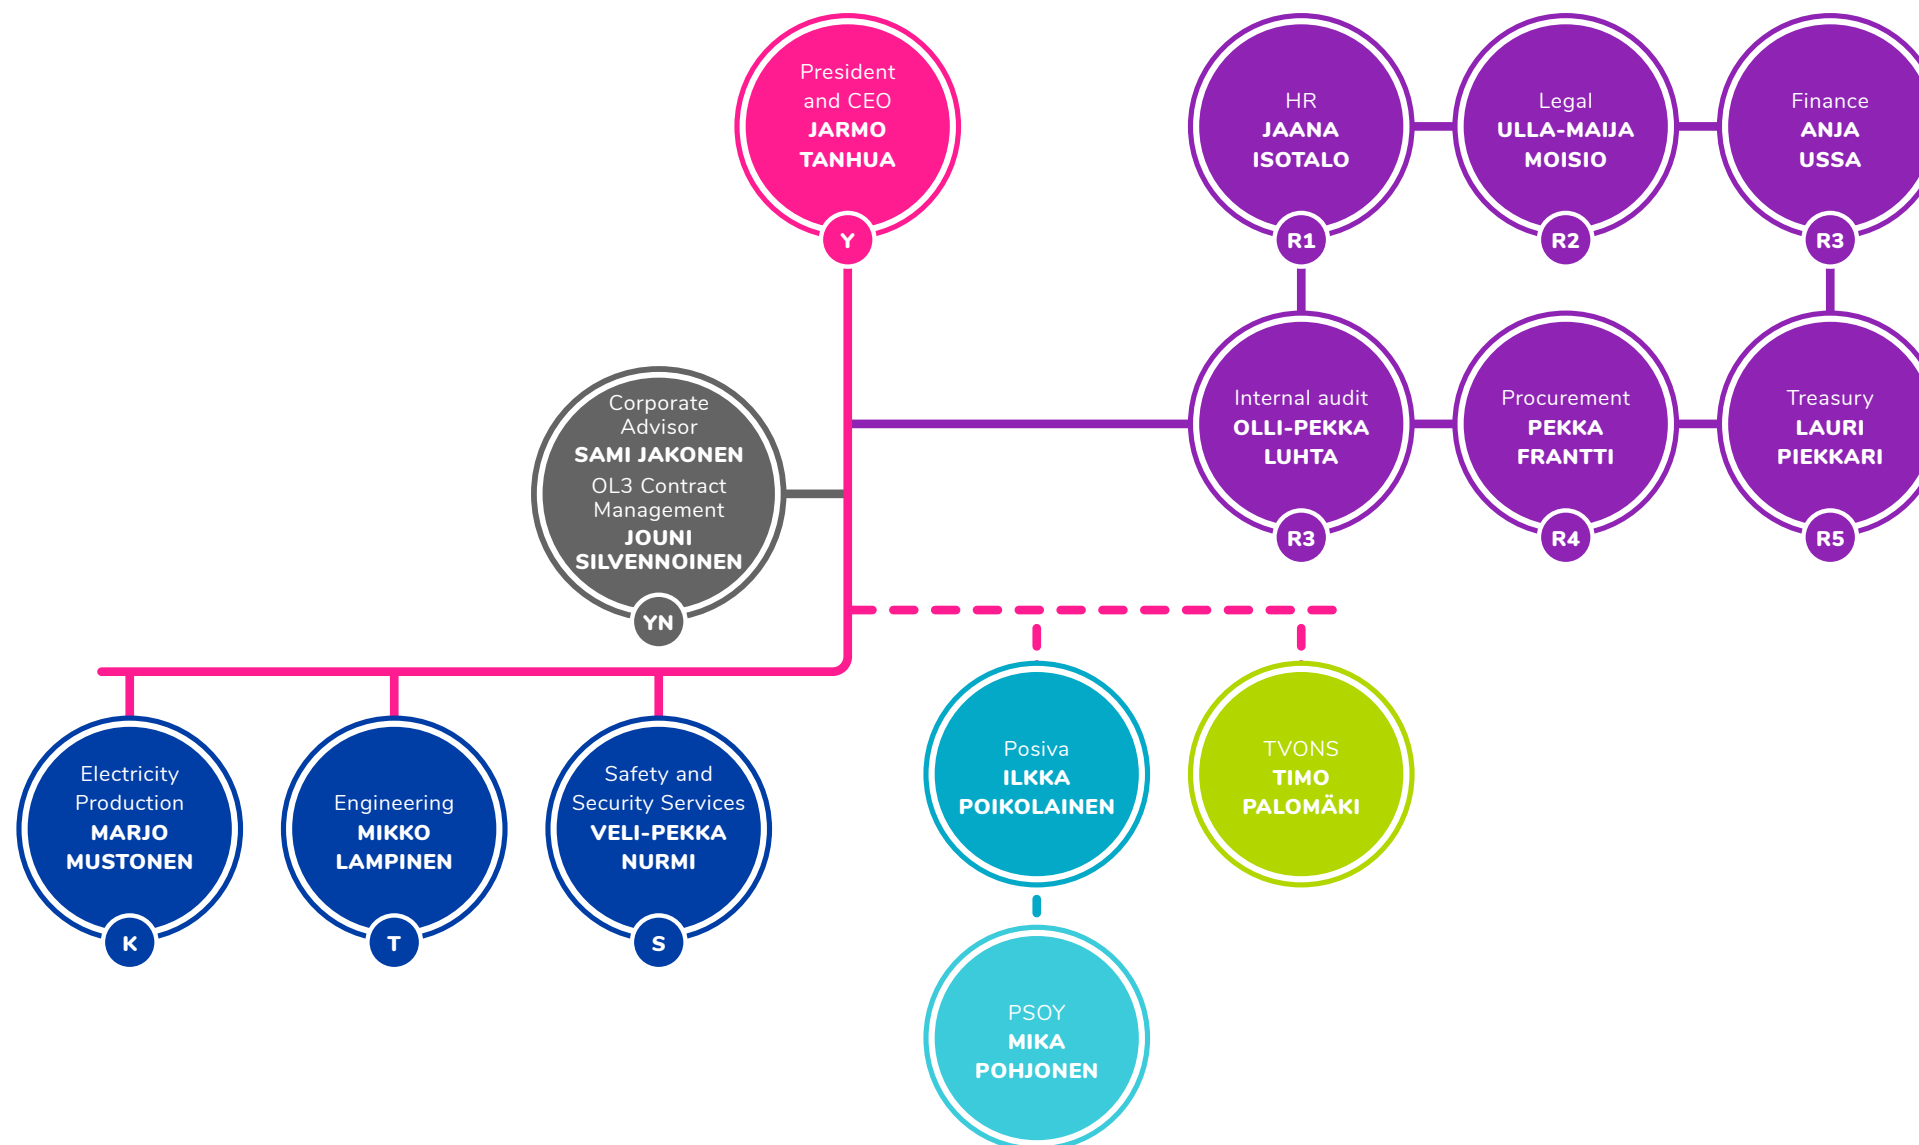 President
and CEO
JARMO
TANHUA
Y
HR
JAANA
ISOTALO
R1
Legal
ULLA-MAIJA
MOISIO
R2
Finance
ANJA
USSA
R3
Internal audit
OLLI-PEKKA
LUHTA
R3
Procurement
PEKKA
FRANTTI
R4
Treasury
LAURI
PIEKKARI
R5
Corporate
Advisor
SAMI JAKONEN
OL3 Contract
Management
JOUNI
SILVENNOINEN
YN
Electricity
Production
MARJO
MUSTONEN
K
Engineering
MIKKO
LAMPINEN
T
Safety and
Security Services
VELI-PEKKA
NURMI
S
Posiva
ILKKA
POIKOLAINEN
TVONS
TIMO
PALOMÄKI
PSOY
MIKA
POHJONEN